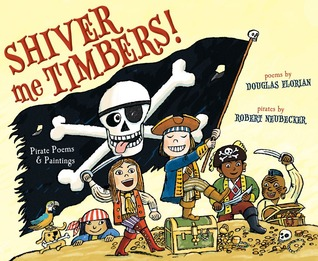 SHIVER
me TIMBERS!
poems by
DOUGLAS FLORIAN
pirates by
ROBERT NEUBECKER
Pirate Poems
& Paintings